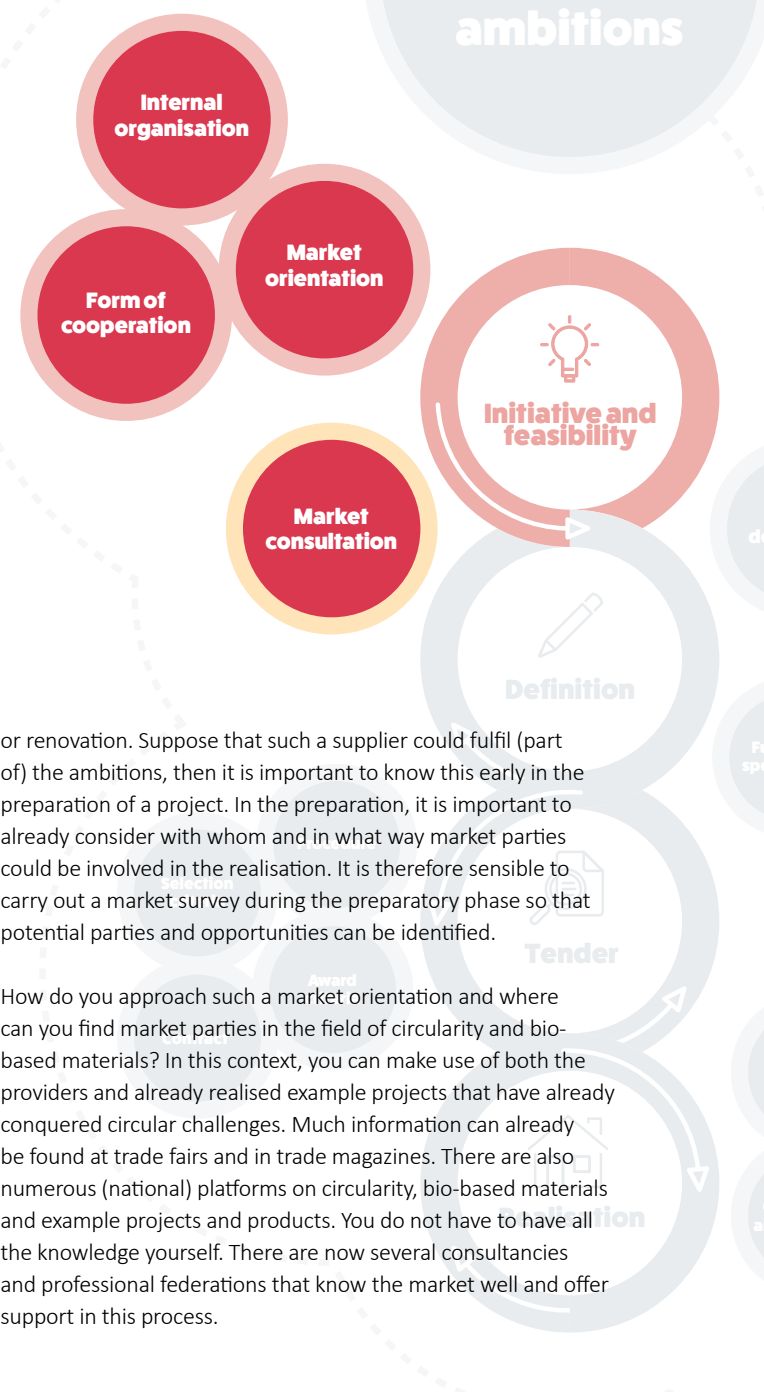 ambitions
Internal
organisation
Market
orientation
Form of
cooperation
Initiative and
feasibility
Market
consultation
Definition
or renovation. Suppose that such a supplier could fulfil (part
of) the ambitions, then it is important to know this early in the
preparation of a project. In the preparation, it is important to
already consider with whom and in what way market parties
could be involved in the realisation. It is therefore sensible to
carry out a market survey during the preparatory phase so that
potential parties and opportunities can be identified.
Selection
Tender
Award
How do you approach such a market orientation and where
can you find market parties in the field of circularity and bio-
based materials? In this context, you can make use of both the
providers and already realised example projects that have already
conquered circular challenges. Much information can already
be found at trade fairs and in trade magazines. There are also
numerous (national) platforms on circularity, bio-based materials
and example projects and products. You do not have to have all
the knowledge yourself. There are now several consultancies
and professional federations that know the market well and offer
support in this process.
Realisation